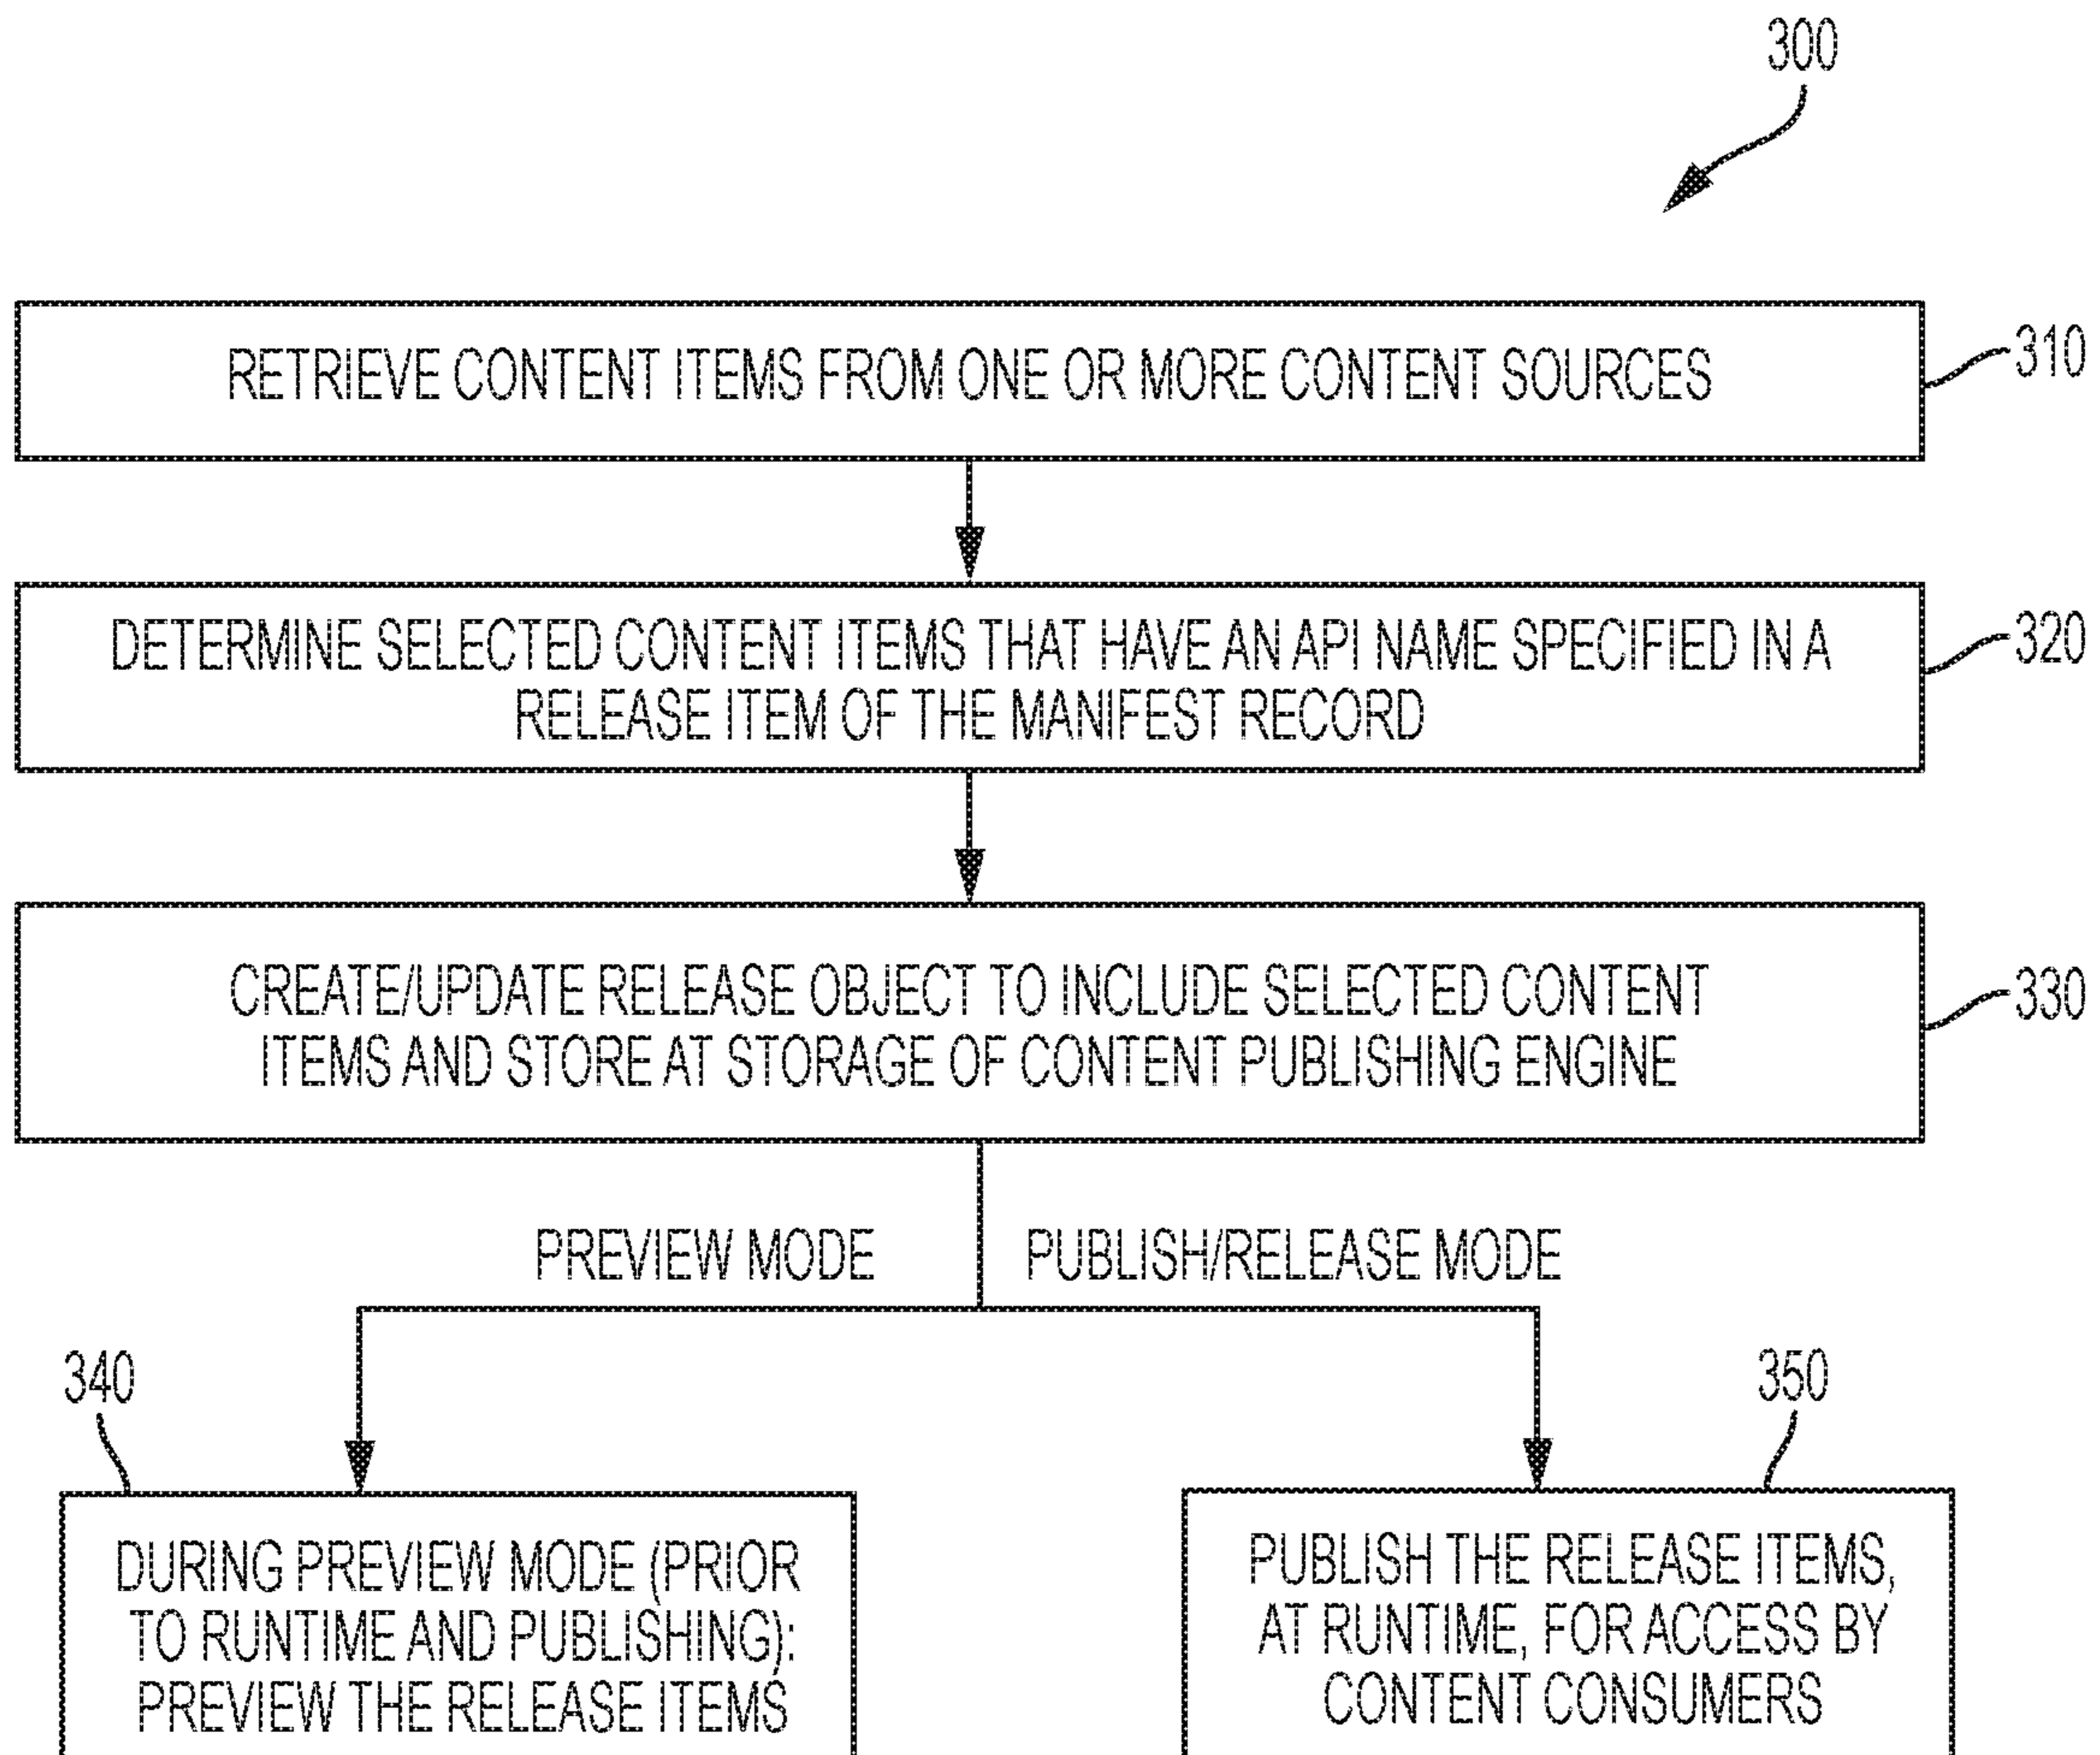 300
RETRIEVE CONTENT ITEMS FROM ONE OR MORE CONTENT SOURCES
310
DETERMINE SELECTED CONTENT ITEMS THAT HAVE AN API NAME SPECIFIED IN A
RELEASE ITEM OF THE MANIFEST RECORD
320
CREATE/UPDATE RELEASE OBJECT TO INCLUDE SELECTED CONTENT
ITEMS AND STORE AT STORAGE OF CONTENT PUBLISHING ENGINE
330
PREVIEW MODE
PUBLISH/RELEASE MODE
340
DURING PREVIEW MODE (PRIOR
TO RUNTIME AND PUBLISHING):
PREVIEW THE RELEASE ITEMS
350
PUBLISH THE RELEASE ITEMS,
AT RUNTIME, FOR ACCESS BY
CONTENT CONSUMERS